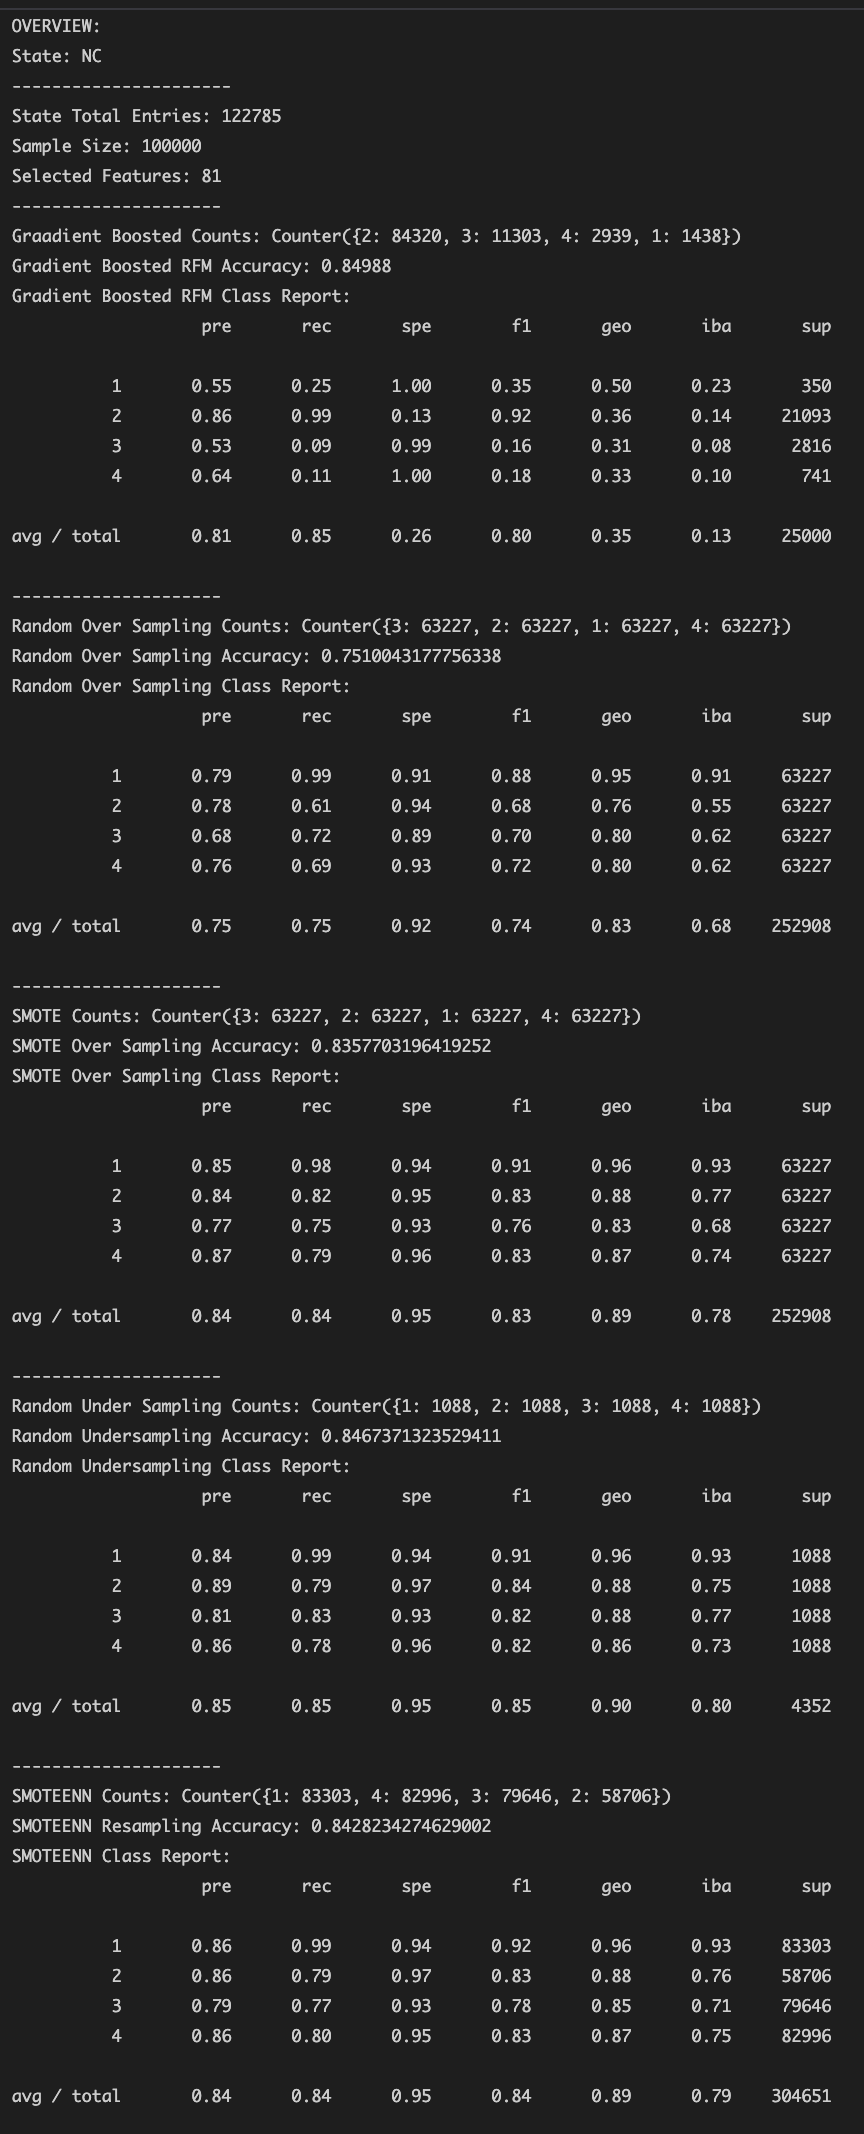 OVERVIEW:
State: NC
----------------------
State Total Entries: 122785
Sample Size: 100000
Selected Features: 81
---------------------
Graadient Boosted Counts: Counter({2: 84320, 3: 11303, 4: 2939, 1: 1438})
Gradient Boosted RFM Accuracy: 0.84988
Gradient Boosted RFM Class Report:
pre rec spe f1 geo iba sup
1 0.55 0.25 1.00 0.35 0.50 0.23 350
2 0.86 0.99 0.13 0.92 0.36 0.14 21093
3 0.53 0.09 0.99 0.16 0.31 0.08 2816
4 0.64 0.11 1.00 0.18 0.33 0.10 741
avg / total 0.81 0.85 0.26 0.80 0.35 0.13 25000
---------------------
Random Over Sampling Counts: Counter({3: 63227, 2: 63227, 1: 63227, 4: 63227})
Random Over Sampling Accuracy: 0.7510043177756338
Random Over Sampling Class Report:
pre rec spe f1 geo iba sup
1 0.79 0.99 0.91 0.88 0.95 0.91 63227
2 0.78 0.61 0.94 0.68 0.76 0.55 63227
3 0.68 0.72 0.89 0.70 0.80 0.62 63227
4 0.76 0.69 0.93 0.72 0.80 0.62 63227
avg / total 0.75 0.75 0.92 0.74 0.83 0.68 252908
---------------------
SMOTE Counts: Counter({3: 63227, 2: 63227, 1: 63227, 4: 63227})
SMOTE Over Sampling Accuracy: 0.8357703196419252
SMOTE Over Sampling Class Report:
pre rec spe f1 geo iba sup
1 0.85 0.98 0.94 0.91 0.96 0.93 63227
2 0.84 0.82 0.95 0.83 0.88 0.77 63227
3 0.77 0.75 0.93 0.76 0.83 0.68 63227
4 0.87 0.79 0.96 0.83 0.87 0.74 63227
avg / total 0.84 0.84 0.95 0.83 0.89 0.78 252908
---------------------
Random Under Sampling Counts: Counter({1: 1088, 2: 1088, 3: 1088, 4: 1088})
Random Undersampling Accuracy: 0.8467371323529411
Random Undersampling Class Report:
pre rec spe f1 geo iba sup
1 0.84 0.99 0.94 0.91 0.96 0.93 1088
2 0.89 0.79 0.97 0.84 0.88 0.75 1088
3 0.81 0.83 0.93 0.82 0.88 0.77 1088
4 0.86 0.78 0.96 0.82 0.86 0.73 1088
avg / total 0.85 0.85 0.95 0.85 0.90 0.80 4352
---------------------
SMOTEENN Counts: Counter({1: 83303, 4: 82996, 3: 79646, 2: 58706})
SMOTEENN Resampling Accuracy: 0.8428234274629002
SMOTEENN Class Report:
pre rec spe f1 geo iba sup
1 0.86 0.99 0.94 0.92 0.96 0.93 83303
2 0.86 0.79 0.97 0.83 0.88 0.76 58706
3 0.79 0.77 0.93 0.78 0.85 0.71 79646
4 0.86 0.80 0.95 0.83 0.87 0.75 82996
avg / total 0.84 0.84 0.95 0.84 0.89 0.79 304651